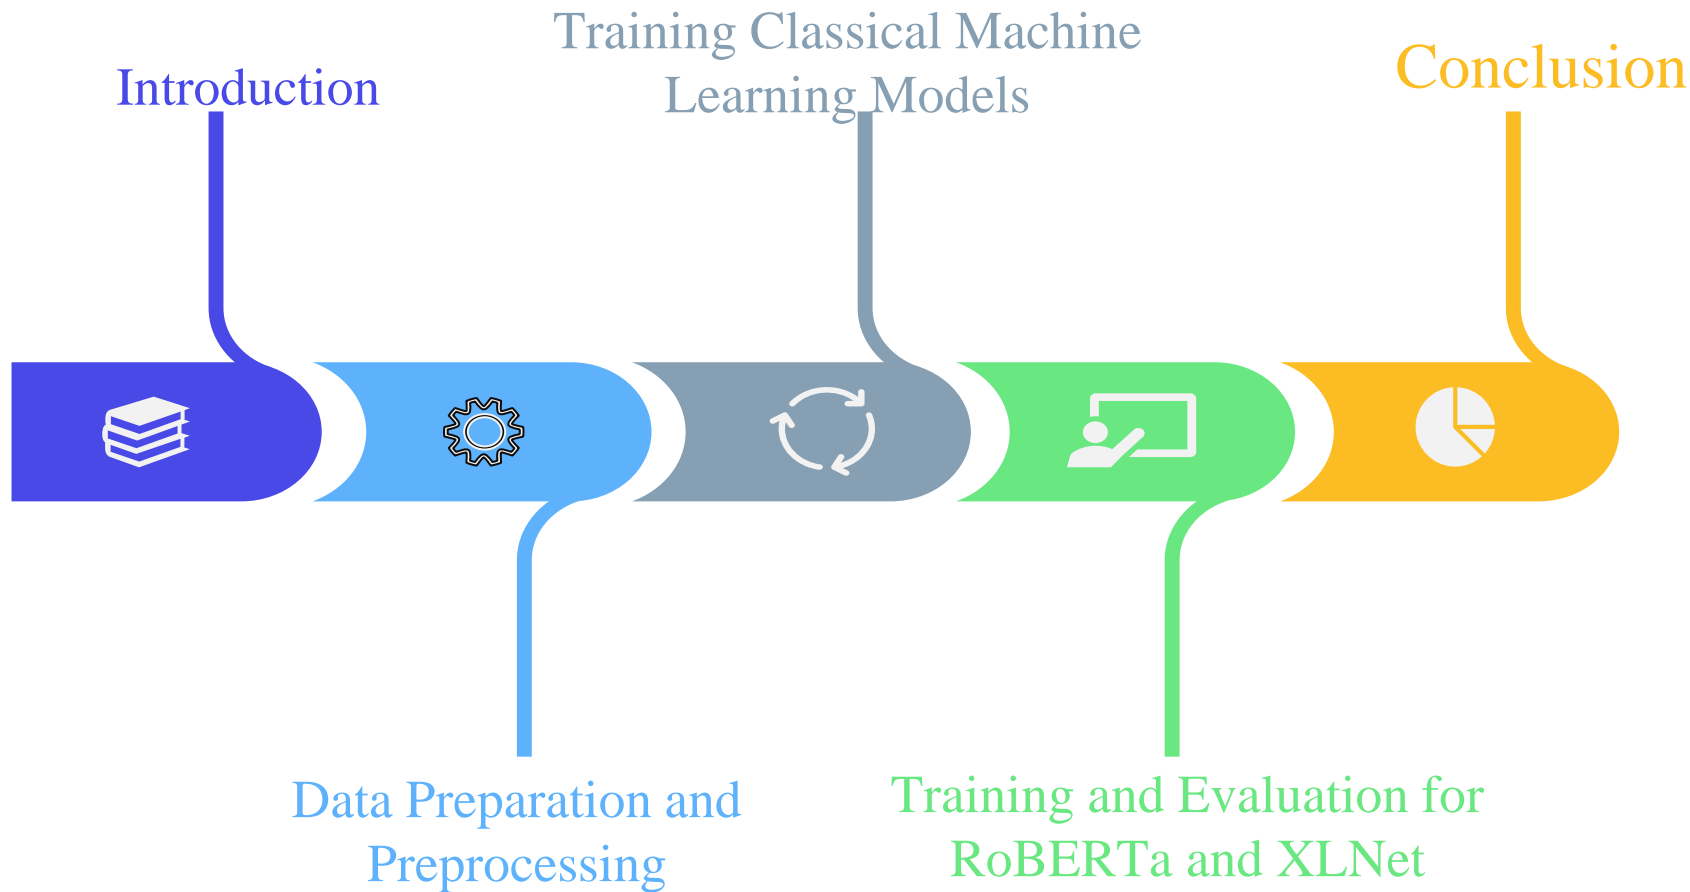 Introduction
Data Preparation and
Preprocessing
Training Classical Machine
Learning Models
Training and Evaluation for
RoBERTa and XLNet
Conclusion